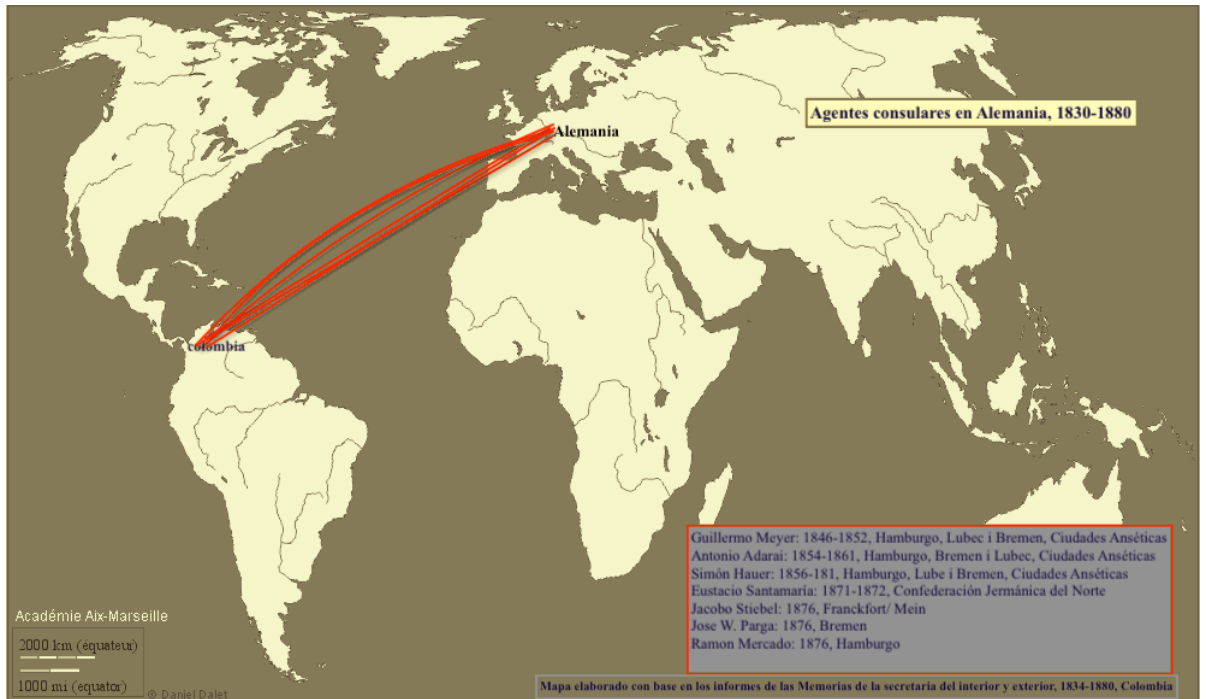 Agentes consulares en Alemania, 1830-1880
Alemania
colombia
Guillermo Meyer: 1846-1852, Hamburgo, Lubec i Bremen, Ciudades Anséticas
Antonio Adarai: 1854-1861, Hamburgo, Bremen i Lubec, Ciudades Anséticas
Simón Hauer: 1856-181, Hamburgo, Lube i Bremen, Ciudades Anséticas
Eustacio Santamaría: 1871-1872, Confederación Jermánica del Norte
Jacobo Stiebel: 1876, Franckfort/ Mein
Jose W. Parga: 1876, Bremen
Ramon Mercado: 1876, Hamburgo
Académie Aix-Marseille
2000 km (équateur)
1000 mi (equator)
© Daniel Dalet
Mapa elaborado con base en los informes de las Memorias de la secretaria del interior y exterior, 1834-1880, Colombia